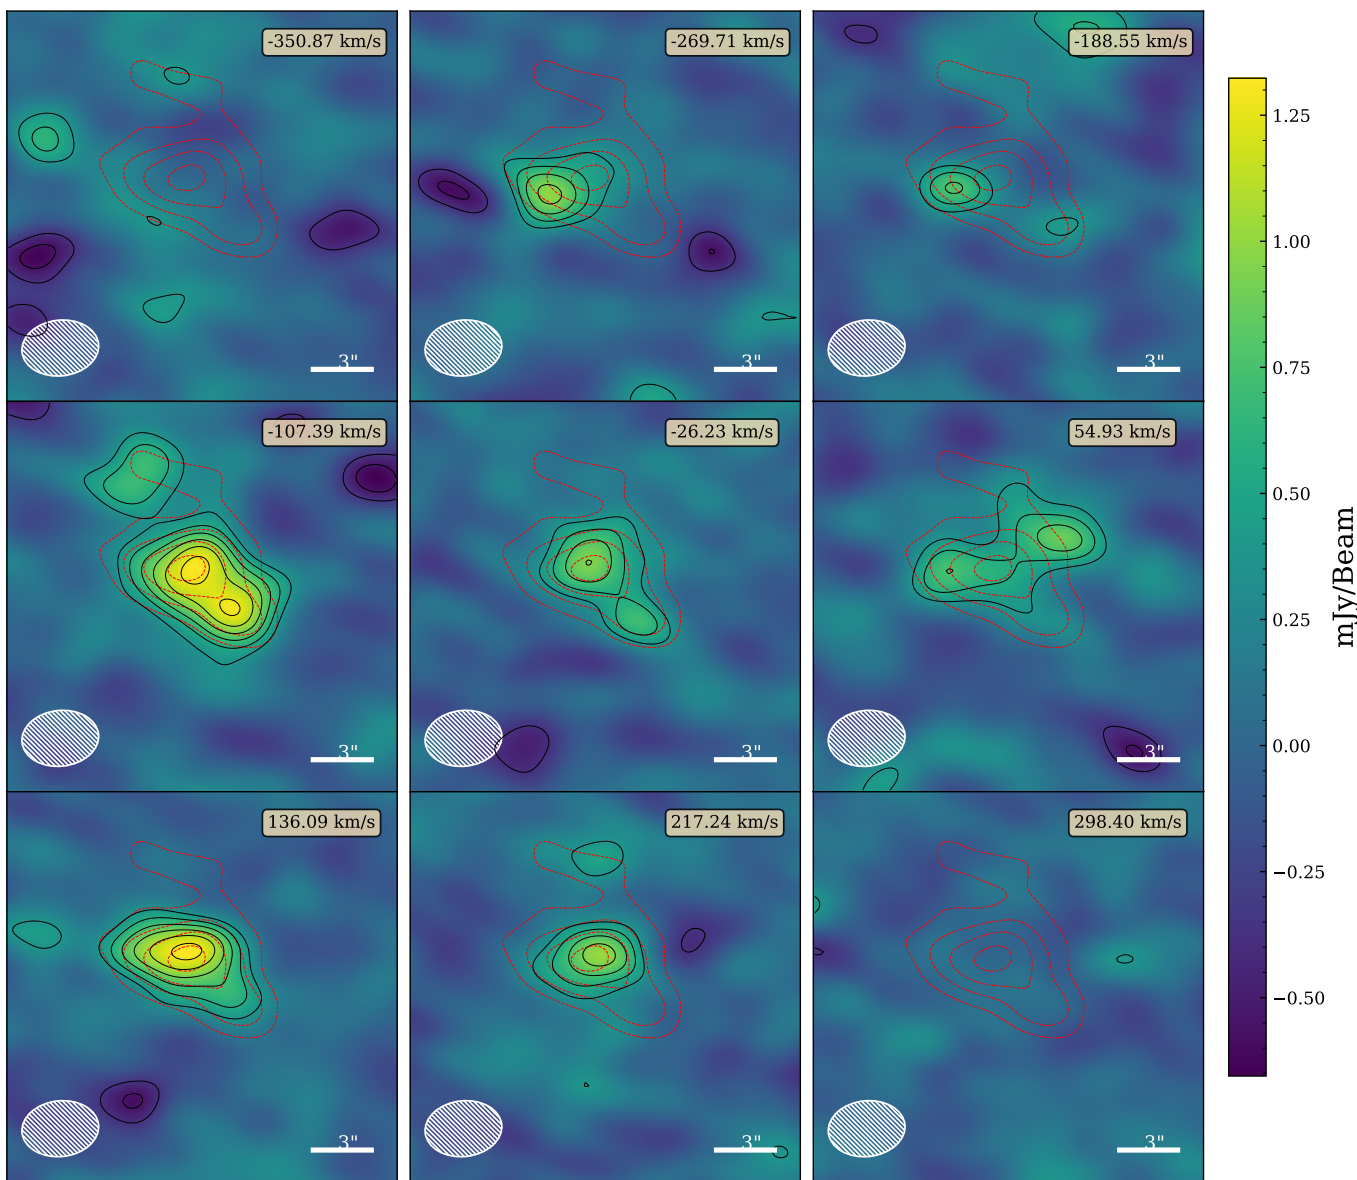 -350.87 km/s
-269.71 km/s
-188.55 km/s
3"
3"
3"
-107.39 km/s
-26.23 km/s
54.93 km/s
3"
3"
3"
136.09 km/s
217.24 km/s
298.40 km/s
3"
3"
3"
1.25
1.00
0.75
0.50
0.25
0.00
−0.25
−0.50
mJy/Beam